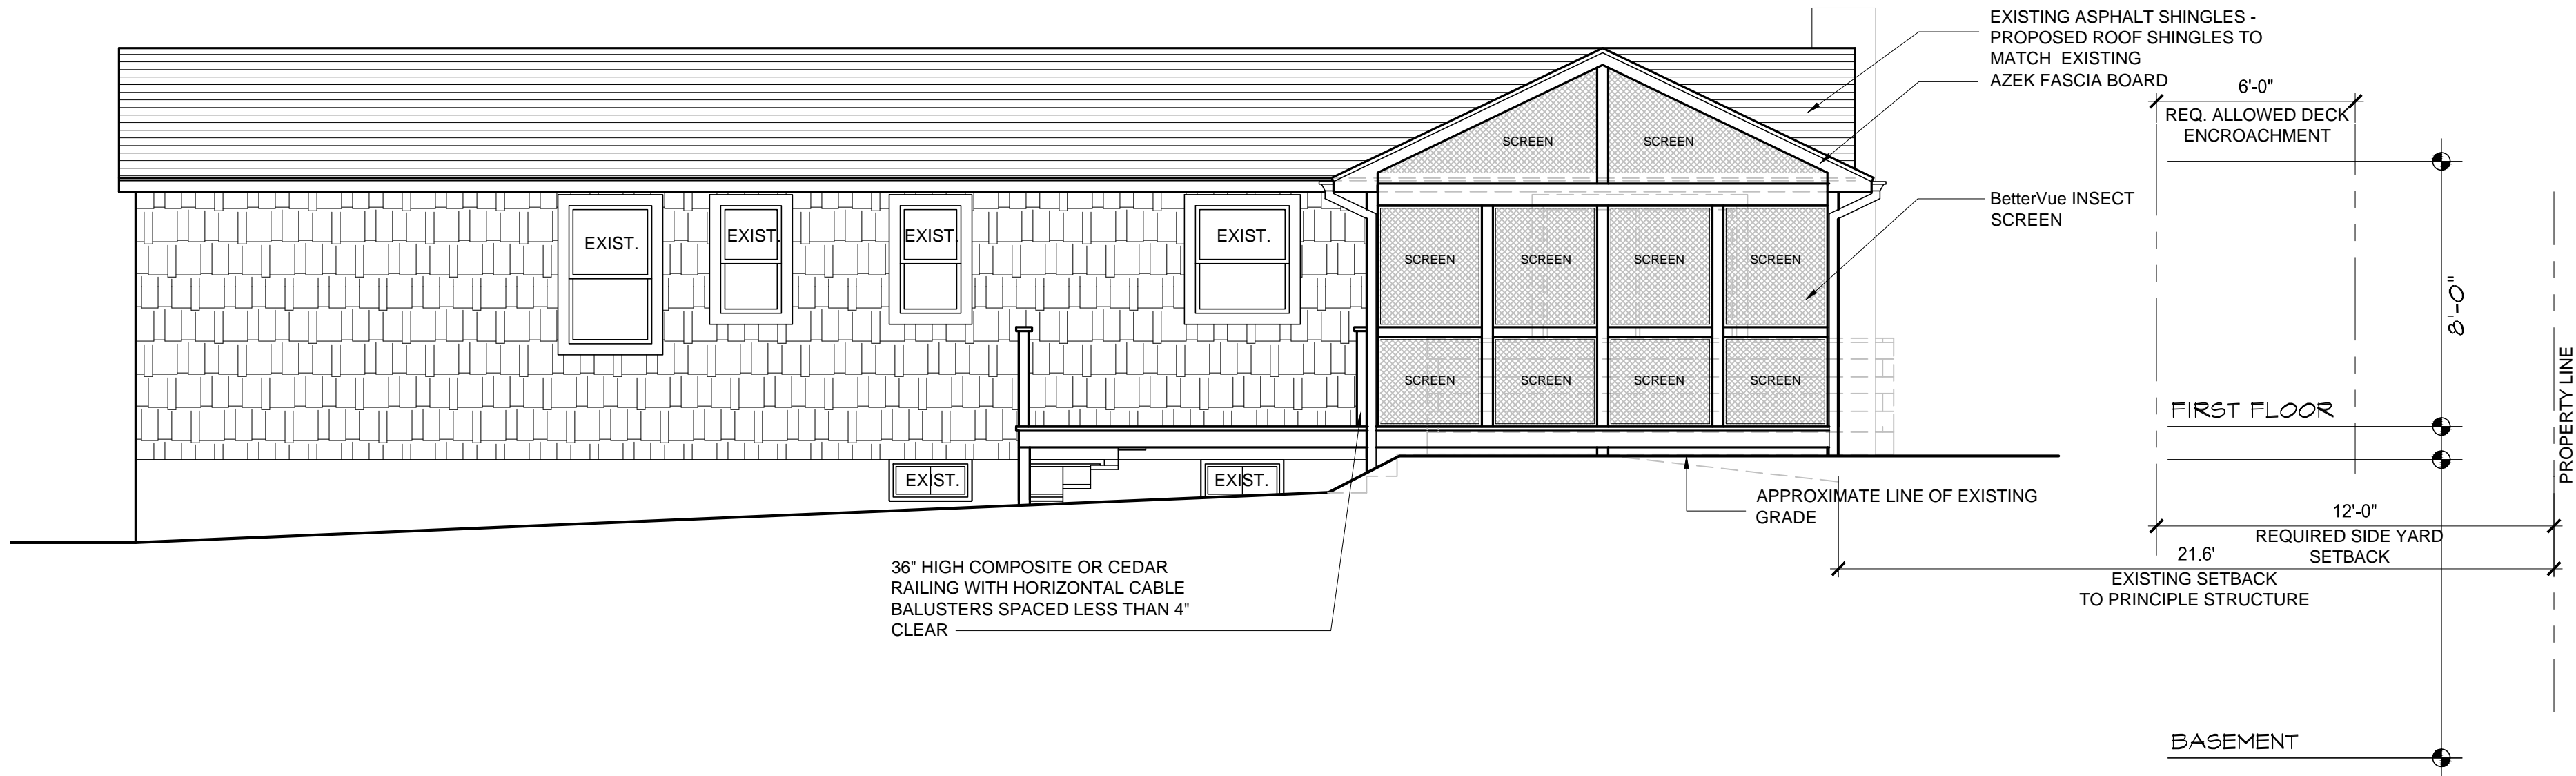 EXISTING ASPHALT SHINGLES -
PROPOSED ROOF SHINGLES TO
MATCH EXISTING
AZEK FASCIA BOARD
6'-0"
REQ. ALLOWED DECK
ENCROACHMENT
SCREEN
SCREEN
BetterVue INSECT
SCREEN
EXIST.
EXIST.
EXIST.
EXIST.
SCREEN
SCREEN
SCREEN
SCREEN
8'-0"
SCREEN
SCREEN
SCREEN
SCREEN
FIRST FLOOR
PROPERTY LINE
EXIST.
EXIST.
APPROXIMATE LINE OF EXISTING
GRADE
12'-0"
REQUIRED SIDE YARD
SETBACK
21.6'
EXISTING SETBACK
TO PRINCIPLE STRUCTURE
36" HIGH COMPOSITE OR CEDAR
RAILING WITH HORIZONTAL CABLE
BALUSTERS SPACED LESS THAN 4"
CLEAR
BASEMENT